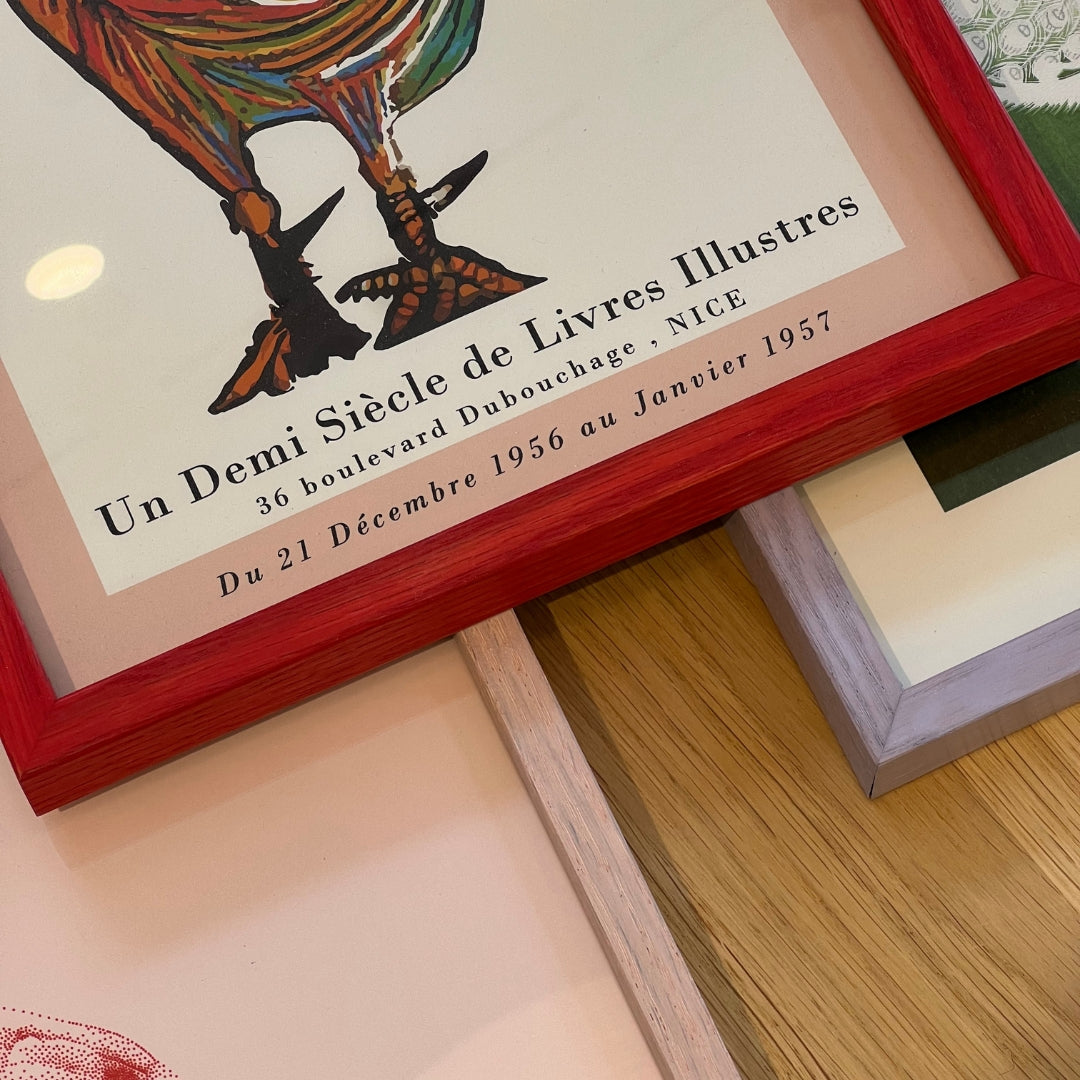 Un Demi Siècle de Livres Illustres
36 boulevard Dubouchage , NICE
Du 21 Décembre 1956 au Janvier 1957